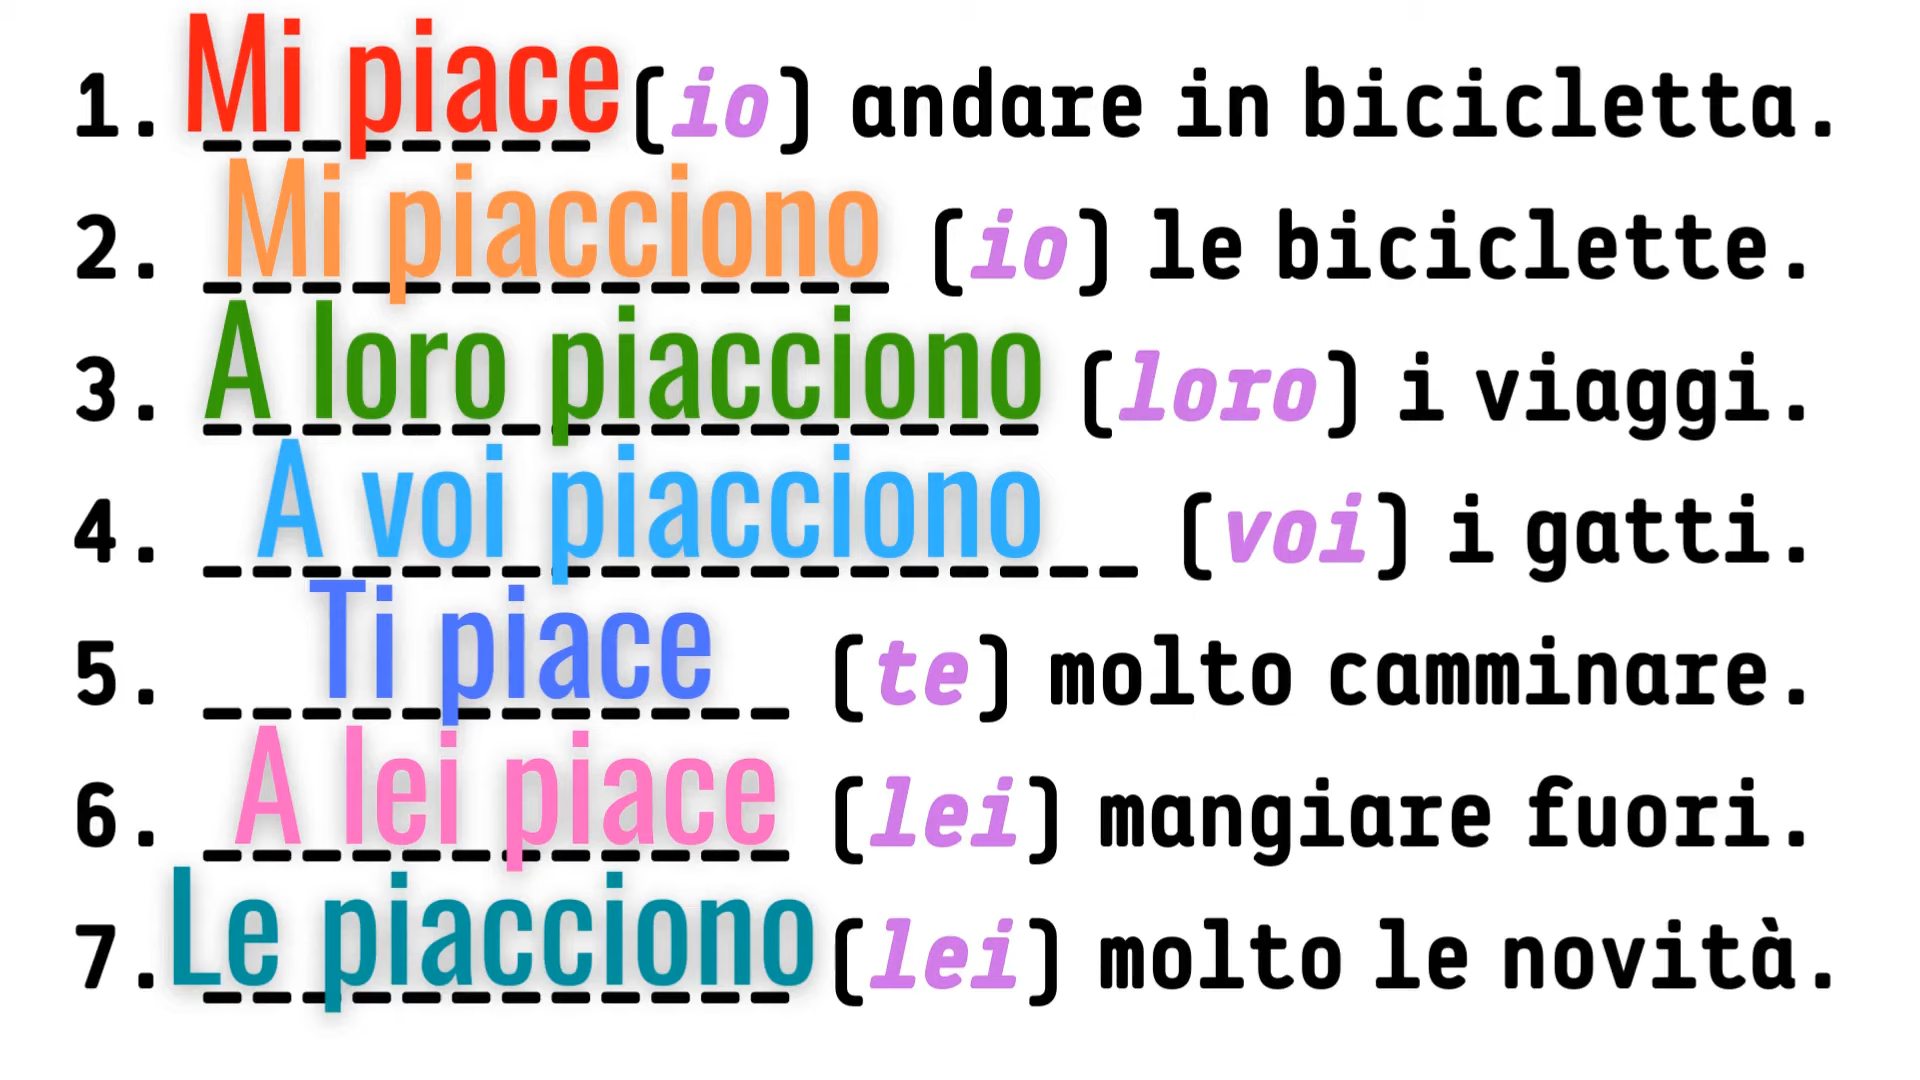 1. Mi piace (io) andare in bicicletta.
2. Mi piacciono (io) le biciclette.
3. A loro piacciono (loro) i viaggi.
4. A voi piacciono (voi) i gatti.
5. Ti piace (te) molto camminare.
6. A lei piace (lei) mangiare fuori.
7. Le piacciono (lei) molto le novità.